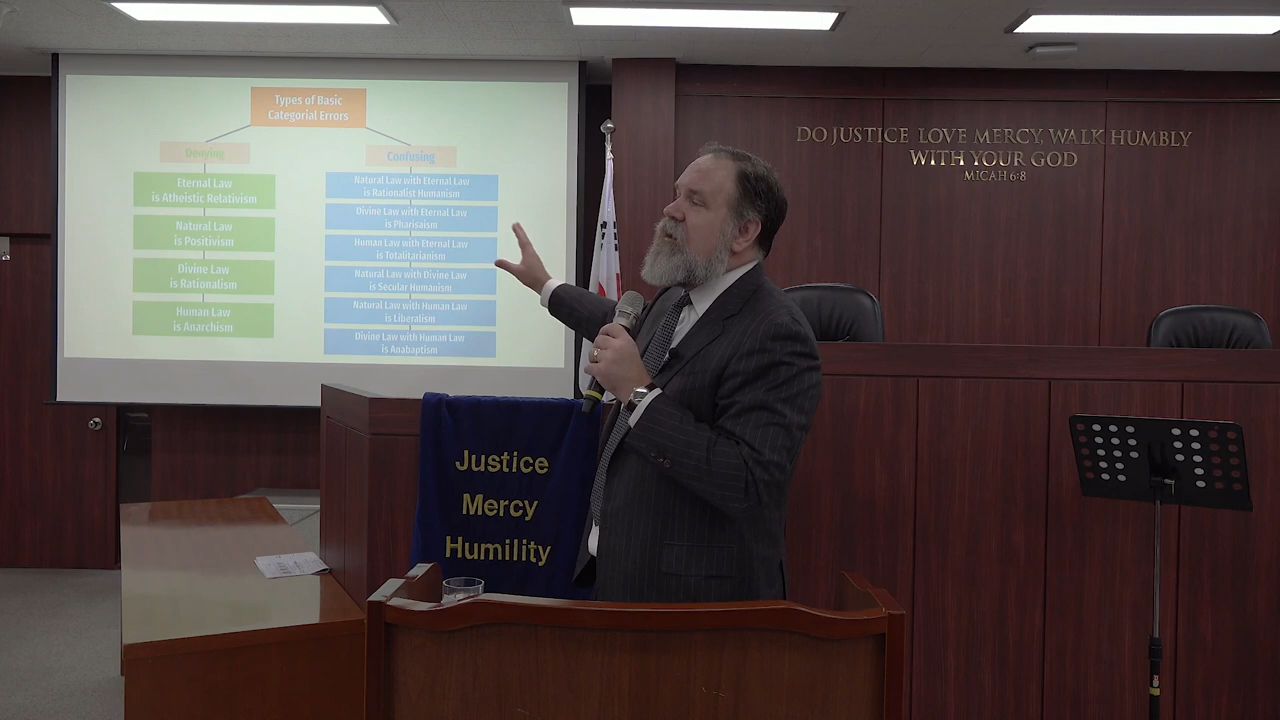 Types of Basic
Categorial Errors
Denying
Eternal Law
is Atheistic Relativism
Natural Law
is Positivism
Divine Law
is Rationalism
Human Law
is Anarchism
Confusing
Natural Law with Eternal Law
is Rationalist Humanism
Divine Law with Eternal Law
is Pharisaism
Human Law with Eternal Law
is Totalitarianism
Natural Law with Divine Law
is Secular Humanism
Natural Law with Human Law
is Liberalism
Divine Law with Human Law
is Anabaptism
DO JUSTICE LOVE MERCY, WALK HUMBLY
WITH YOUR GOD
MICAH 6:8
Justice
Mercy
Humility